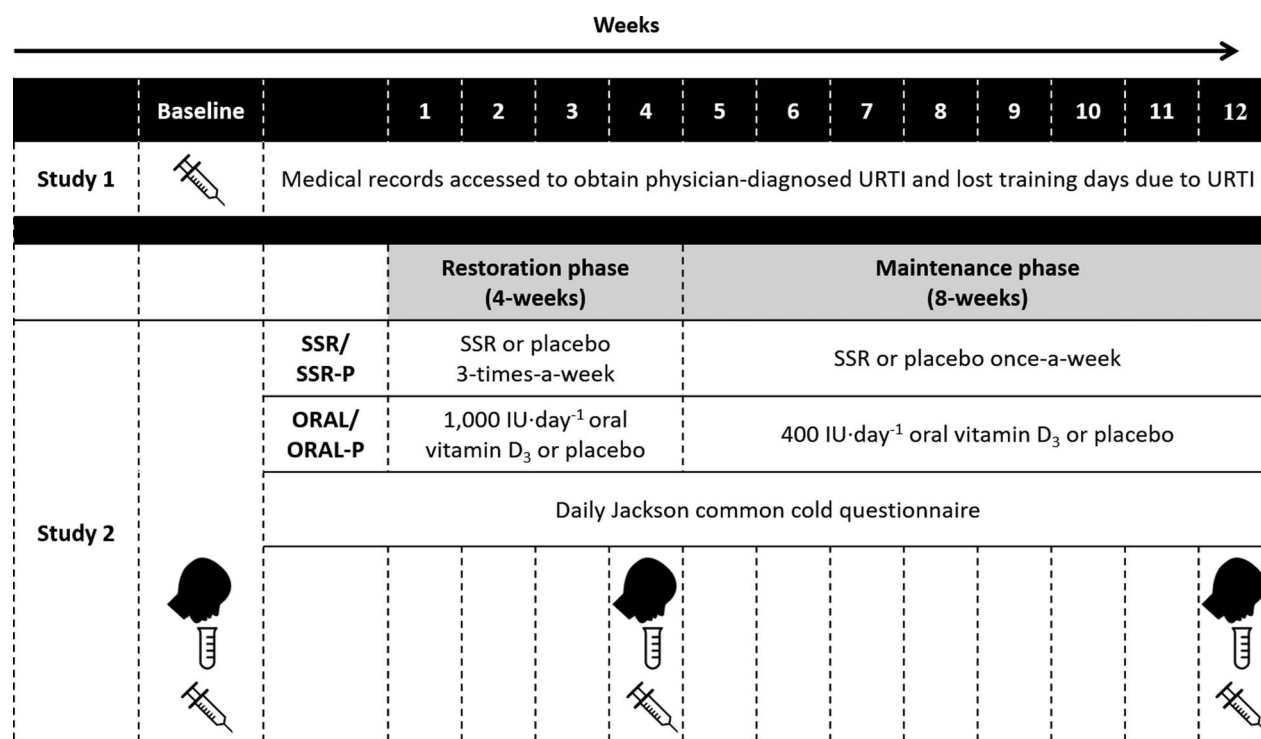 Weeks
Baseline 1 2 3 4 5 6 7 8 9 10 11 12
Study 1 Medical records accessed to obtain physician-diagnosed URTI and lost training days due to URTI
Restoration phase
(4-weeks)
Maintenance phase
(8-weeks)
SSR/
SSR-P
SSR or placebo
3-times-a-week
SSR or placebo once-a-week
ORAL/
ORAL-P
1,000 IU·day⁻¹ oral
vitamin D₃ or placebo
400 IU·day⁻¹ oral vitamin D₃ or placebo
Daily Jackson common cold questionnaire
Study 2